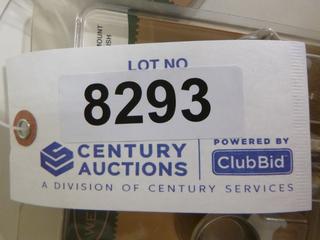 LOT NO
8293
CENTURY AUCTIONS
POWERED BY
ClubBid
A DIVISION OF CENTURY SERVICES